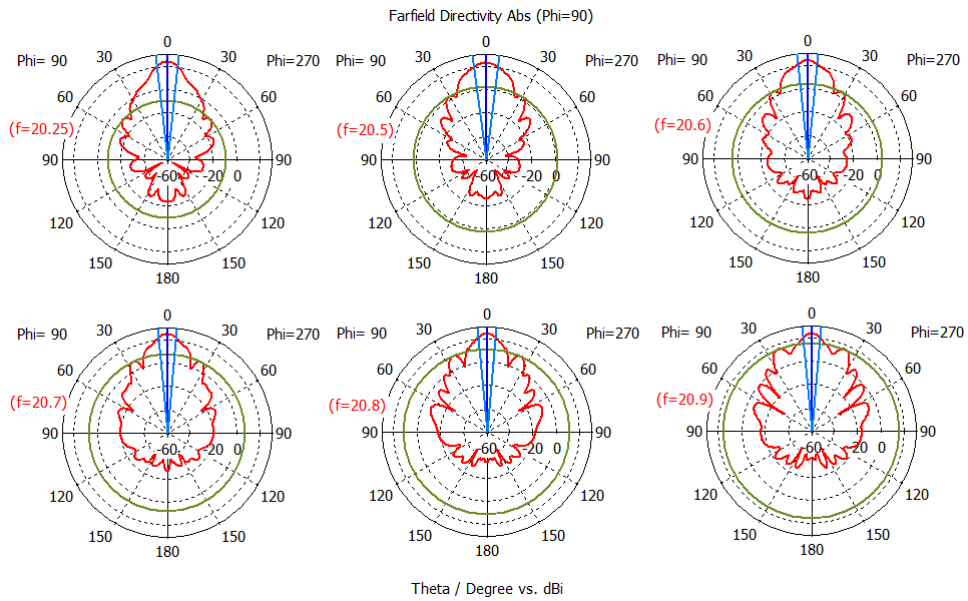 Farfield Directivity Abs (Phi=90)
0 0 0
Phi= 90 30 30 Phi=270 Phi= 90 30 30 Phi=270 Phi= 90 30 30 Phi=270
60 60 60 60 60 60
(f=20.25) (f=20.5) (f=20.6)
90 90 90 90 90 90
-60 -20 0 -60 -20 0 -60 -20 0
120 120 120 120 120 120
150 150 150 150 150 150
180 180 180
0 0 0
Phi= 90 30 30 Phi=270 Phi= 90 30 30 Phi=270 Phi= 90 30 30 Phi=270
60 60 60 60 60 60
(f=20.7) (f=20.8) (f=20.9)
90 90 90 90 90 90
-60 -20 0 -60 -20 0 -60 -20 0
120 120 120 120 120 120
150 150 150 150 150 150
180 180 180
Theta / Degree vs. dBi